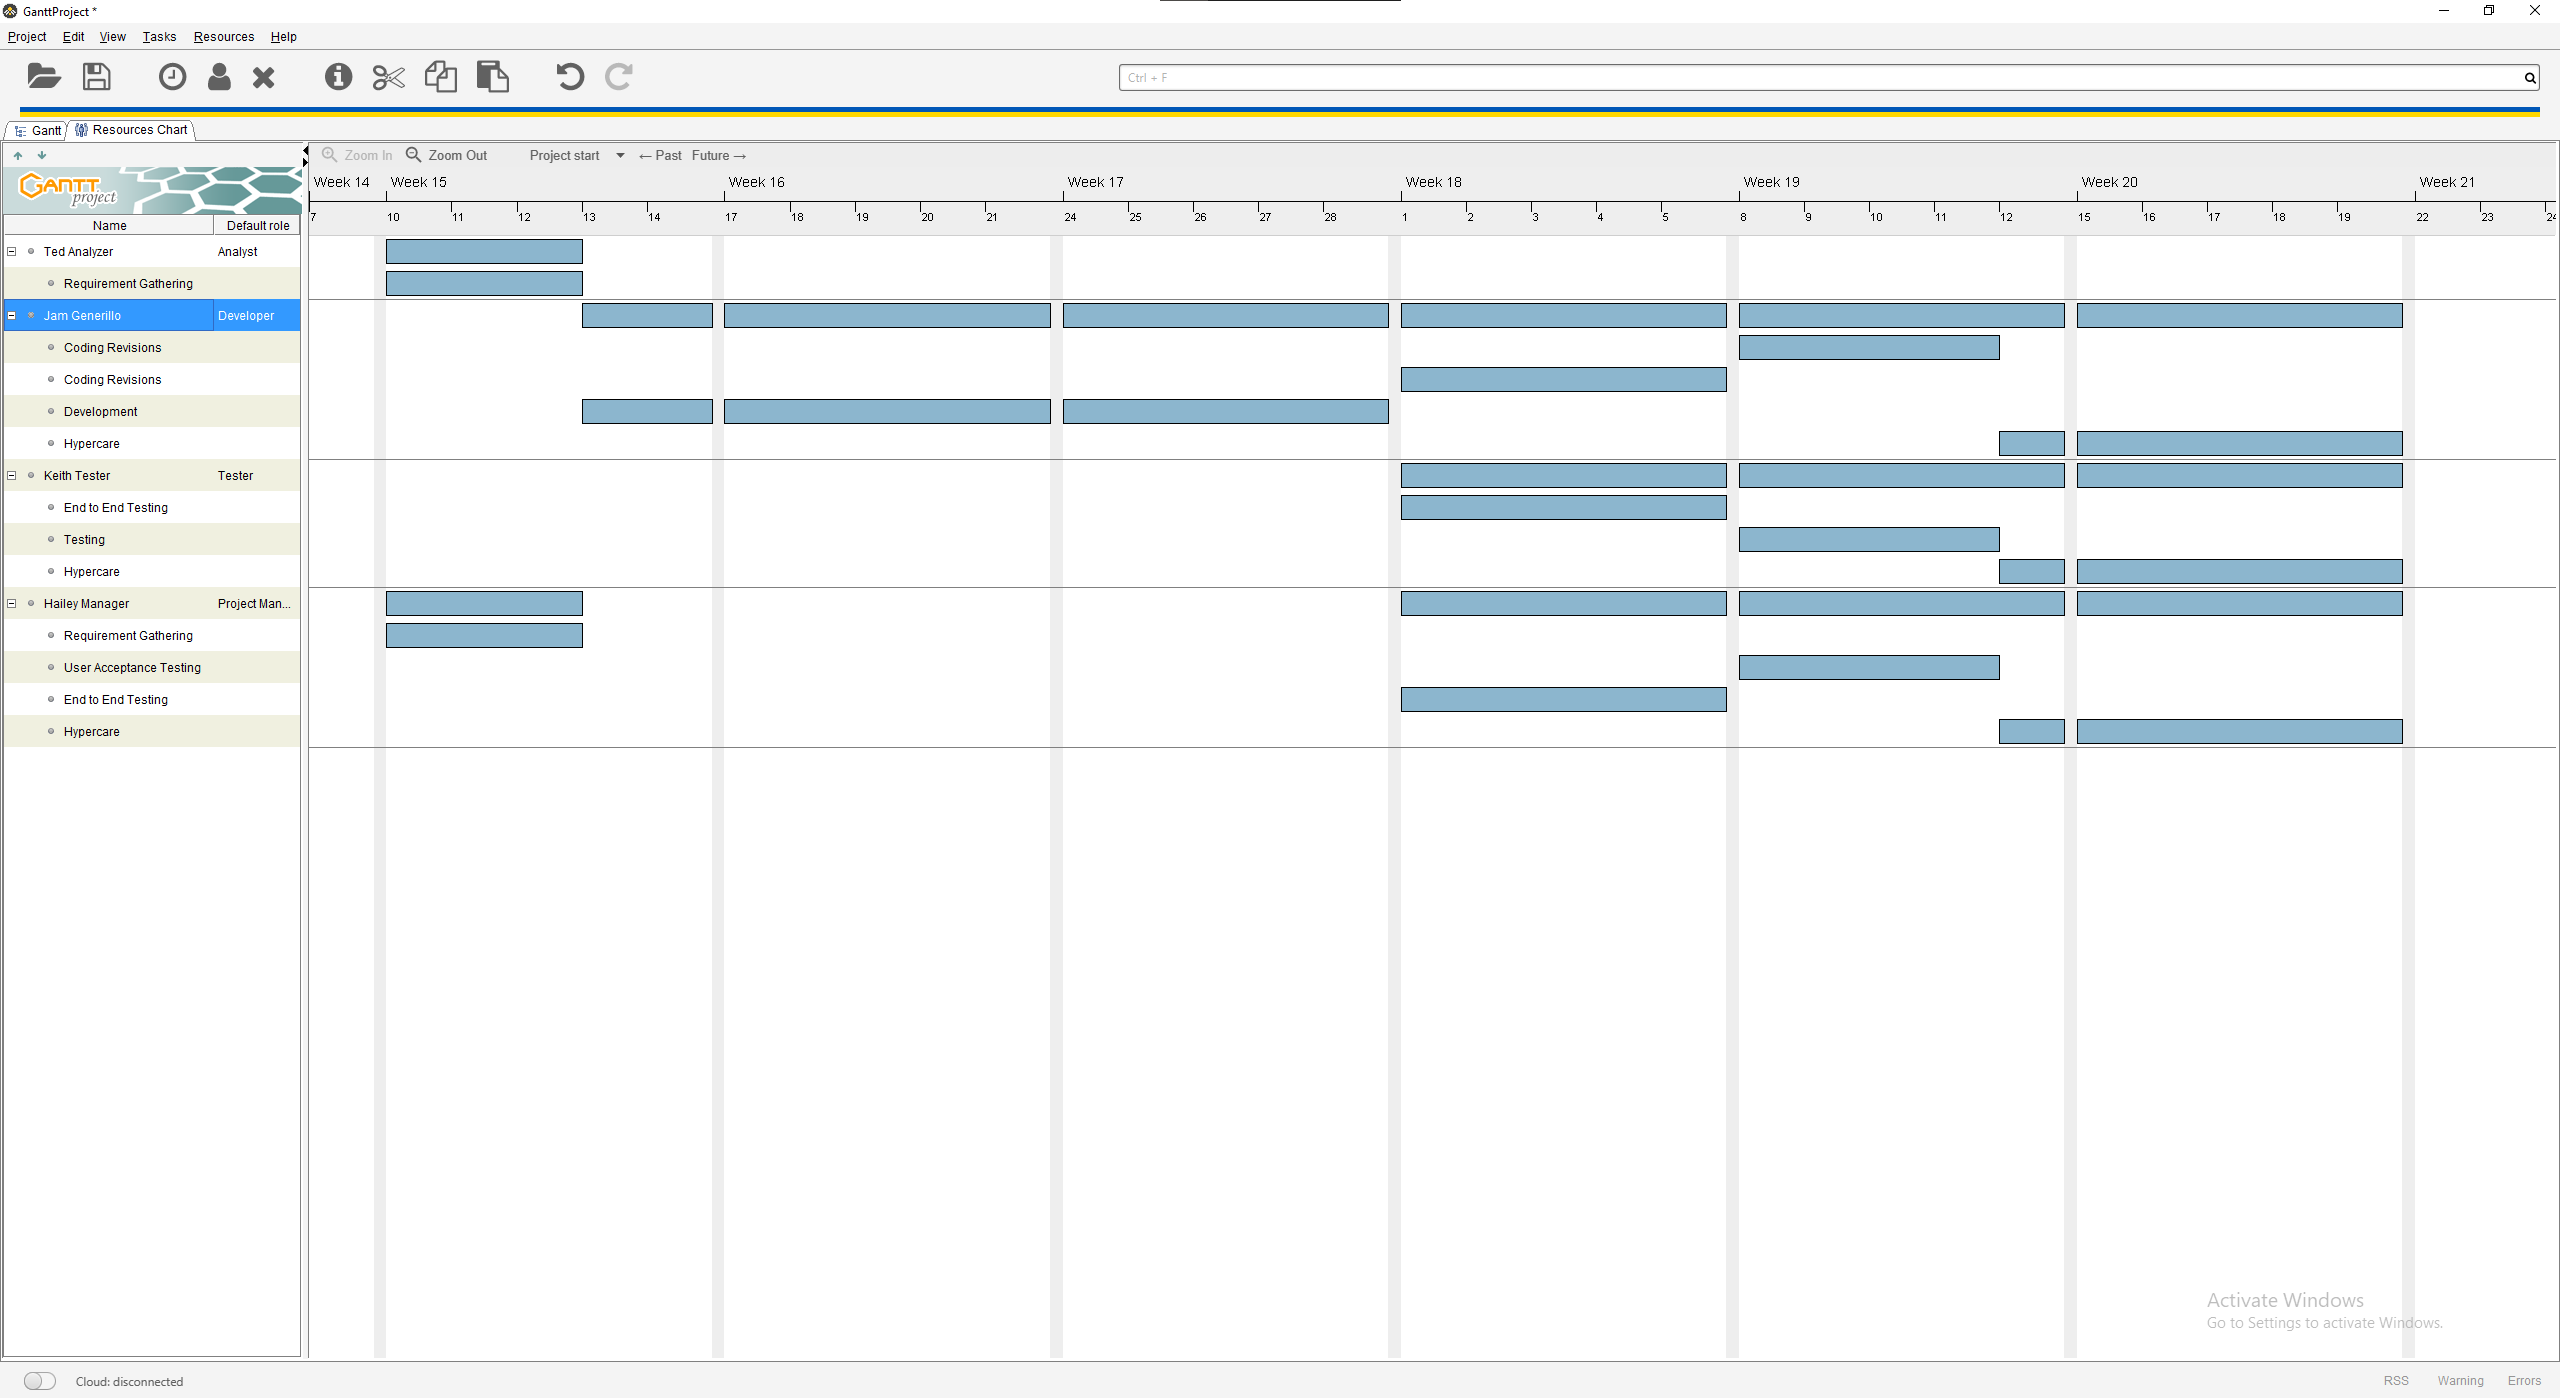 GanttProject *
Project Edit View Tasks Resources Help
Ctrl + F
Gantt Resources Chart
Zoom In Zoom Out Project start ← Past Future →
GANTT project
Week 14 Week 15 Week 16 Week 17 Week 18 Week 19 Week 20 Week 21
7 10 11 12 13 14 17 18 19 20 21 24 25 26 27 28 1 2 3 4 5 8 9 10 11 12 15 16 17 18 19 22 23 24
Name Default role
Ted Analyzer Analyst
Requirement Gathering
Jam Generillo Developer
Coding Revisions
Coding Revisions
Development
Hypercare
Keith Tester Tester
End to End Testing
Testing
Hypercare
Hailey Manager Project Man...
Requirement Gathering
User Acceptance Testing
End to End Testing
Hypercare
Activate Windows
Go to Settings to activate Windows.
Cloud: disconnected RSS Warning Errors